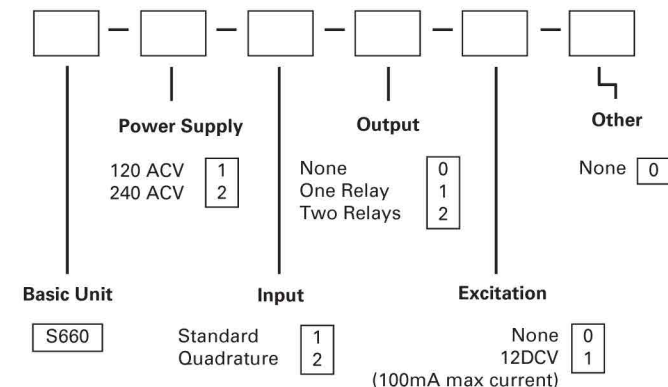 Power Supply
120 ACV 1
240 ACV 2
Output
None 0
One Relay 1
Two Relays 2
Other
None 0
Basic Unit
S660
Input
Standard 1
Quadrature 2
Excitation
None 0
12DCV 1
(100mA max current)